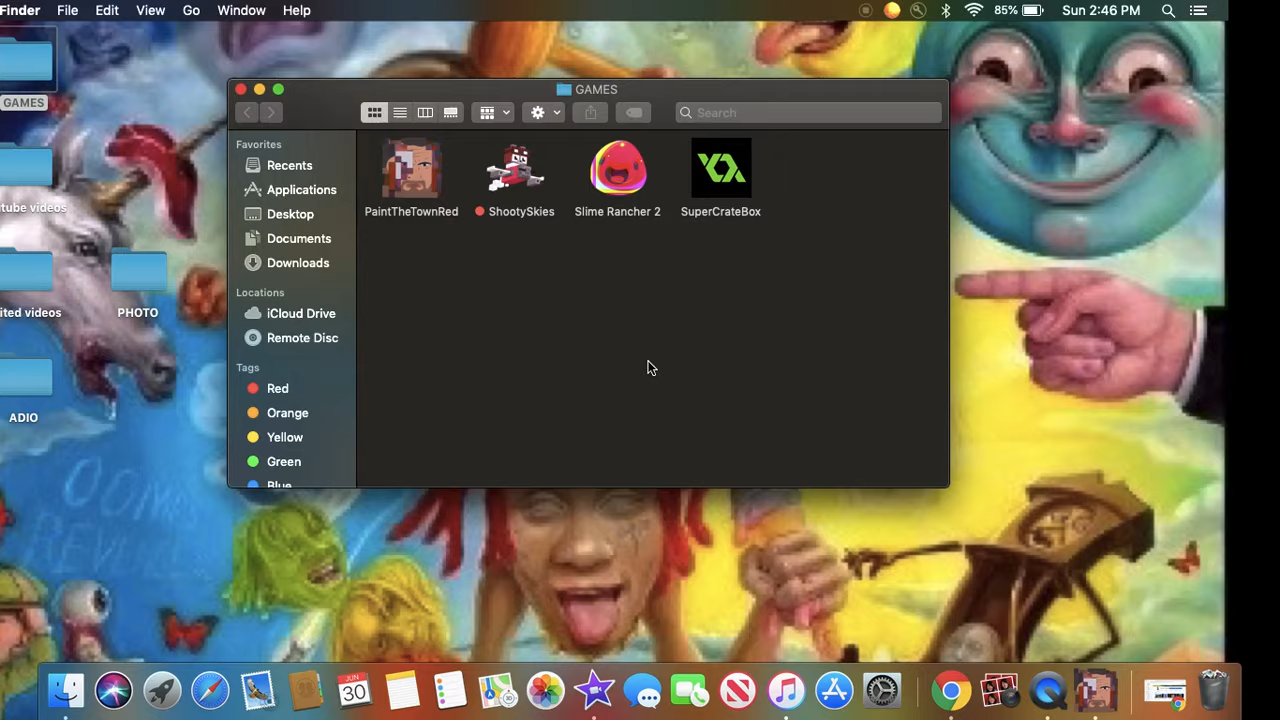 Finder File Edit View Go Window Help 85% Sun 2:46 PM
GAMES
GAMES
Search
Favorites
Recents
Applications
Desktop
Documents
Downloads
Locations
iCloud Drive
Remote Disc
Tags
Red
Orange
Yellow
Green
Blue
PaintTheTownRed ShootySkies Slime Rancher 2 SuperCrateBox
tube videos
ited videos PHOTO
ADIO
JUN
30